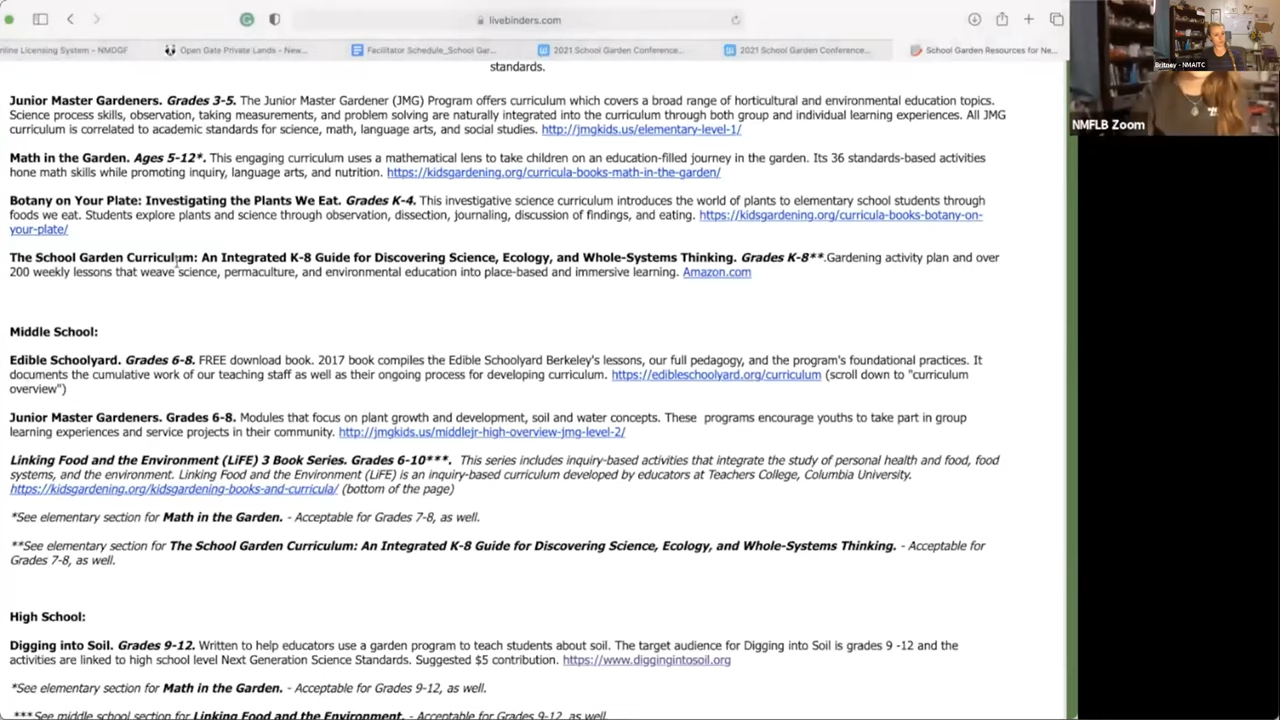 livebinders.com
nline Licensing System - NMDGF
Open Gate Private Lands - New...
Facilitator Schedule_School Gar...
2021 School Garden Conference...
2021 School Garden Conference...
School Garden Resources for Ne...
Britney - NMAITC
NMFLB Zoom
standards.
Junior Master Gardeners. Grades 3-5. The Junior Master Gardener (JMG) Program offers curriculum which covers a broad range of horticultural and environmental education topics.
Science process skills, observation, taking measurements, and problem solving are naturally integrated into the curriculum through both group and individual learning experiences. All JMG
curriculum is correlated to academic standards for science, math, language arts, and social studies. http://jmgkids.us/elementary-level-1/
Math in the Garden. Ages 5-12*. This engaging curriculum uses a mathematical lens to take children on an education-filled journey in the garden. Its 36 standards-based activities
hone math skills while promoting inquiry, language arts, and nutrition. https://kidsgardening.org/curricula-books-math-in-the-garden/
Botany on Your Plate: Investigating the Plants We Eat. Grades K-4. This investigative science curriculum introduces the world of plants to elementary school students through
foods we eat. Students explore plants and science through observation, dissection, journaling, discussion of findings, and eating. https://kidsgardening.org/curricula-books-botany-on-
your-plate/
The School Garden Curriculum: An Integrated K-8 Guide for Discovering Science, Ecology, and Whole-Systems Thinking. Grades K-8**.Gardening activity plan and over
200 weekly lessons that weave science, permaculture, and environmental education into place-based and immersive learning. Amazon.com
Middle School:
Edible Schoolyard. Grades 6-8. FREE download book. 2017 book compiles the Edible Schoolyard Berkeley's lessons, our full pedagogy, and the program's foundational practices. It
documents the cumulative work of our teaching staff as well as their ongoing process for developing curriculum. https://edibleschoolyard.org/curriculum (scroll down to "curriculum
overview")
Junior Master Gardeners. Grades 6-8. Modules that focus on plant growth and development, soil and water concepts. These programs encourage youths to take part in group
learning experiences and service projects in their community. http://jmgkids.us/middlejr-high-overview-jmg-level-2/
Linking Food and the Environment (LiFE) 3 Book Series. Grades 6-10***. This series includes inquiry-based activities that integrate the study of personal health and food, food
systems, and the environment. Linking Food and the Environment (LiFE) is an inquiry-based curriculum developed by educators at Teachers College, Columbia University.
https://kidsgardening.org/kidsgardening-books-and-curricula/ (bottom of the page)
*See elementary section for Math in the Garden. - Acceptable for Grades 7-8, as well.
**See elementary section for The School Garden Curriculum: An Integrated K-8 Guide for Discovering Science, Ecology, and Whole-Systems Thinking. - Acceptable for
Grades 7-8, as well.
High School:
Digging into Soil. Grades 9-12. Written to help educators use a garden program to teach students about soil. The target audience for Digging into Soil is grades 9 -12 and the
activities are linked to high school level Next Generation Science Standards. Suggested $5 contribution. https://www.diggingintosoil.org
*See elementary section for Math in the Garden. - Acceptable for Grades 9-12, as well.
***See middle school section for Linking Food and the Environment. - Acceptable for Grades 9-12, as well.